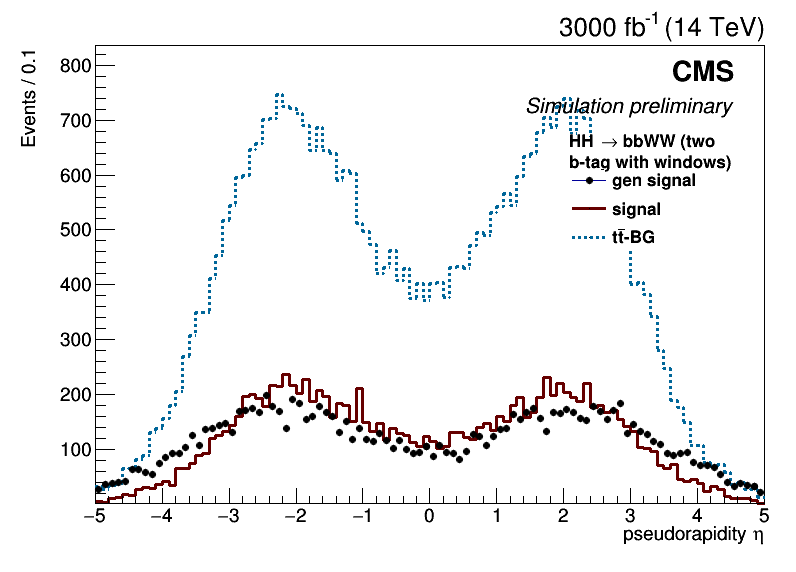 3000 fb-1 (14 TeV)
CMS
Simulation preliminary
HH → bbWW (two
b-tag with windows)
gen signal
signal
tt̄-BG
Events / 0.1
800
700
600
500
400
300
200
100
−5 −4 −3 −2 −1 0 1 2 3 4 5
pseudorapidity η